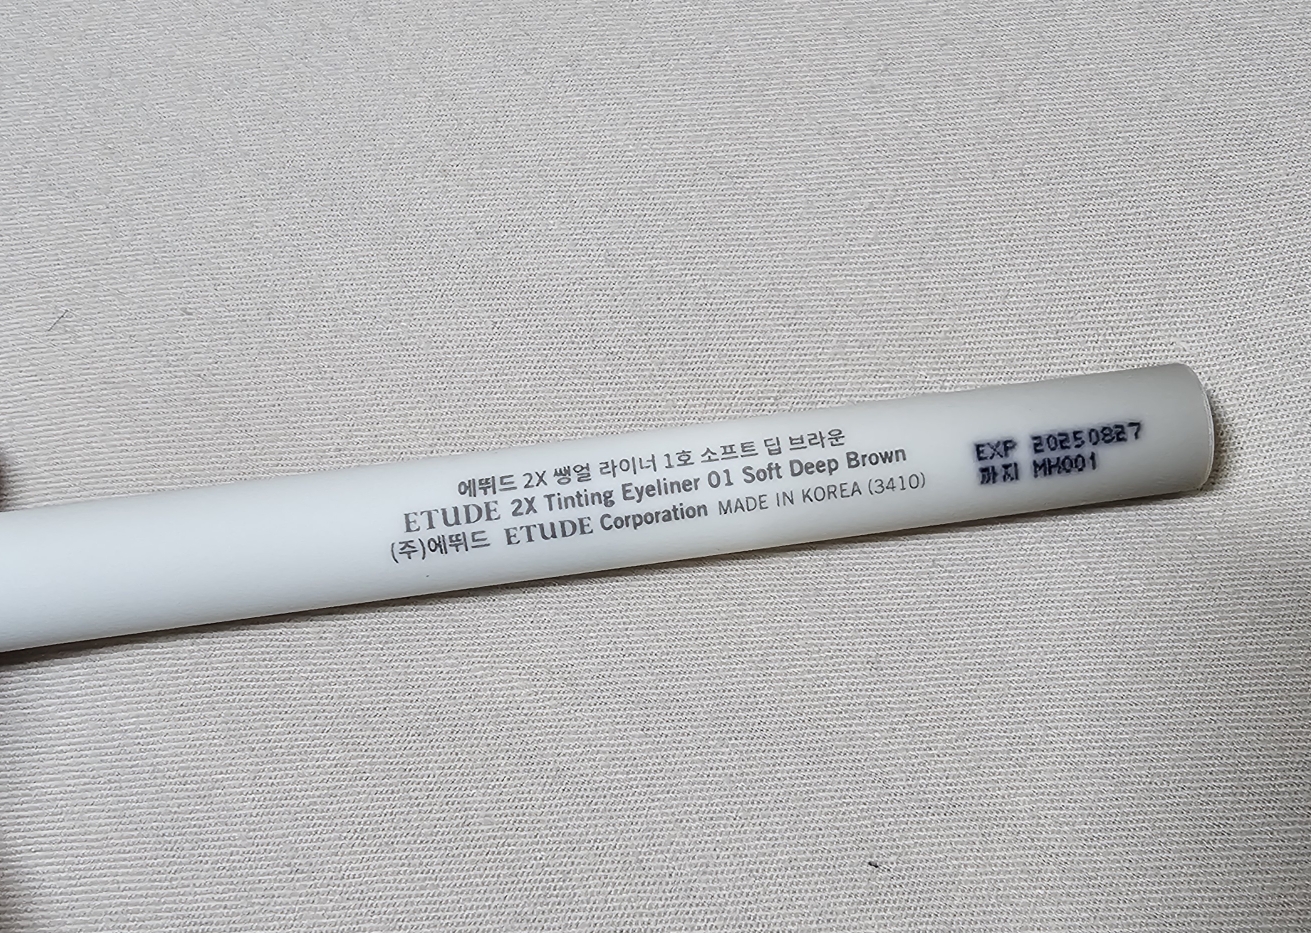 에뛰드 2X 쌩얼 라이너 1호 소프트 딥 브라운
ETUDE 2X Tinting Eyeliner 01 Soft Deep Brown
(주)에뛰드 ETUDE Corporation MADE IN KOREA (3410)
EXP 20250827
까지 MH001